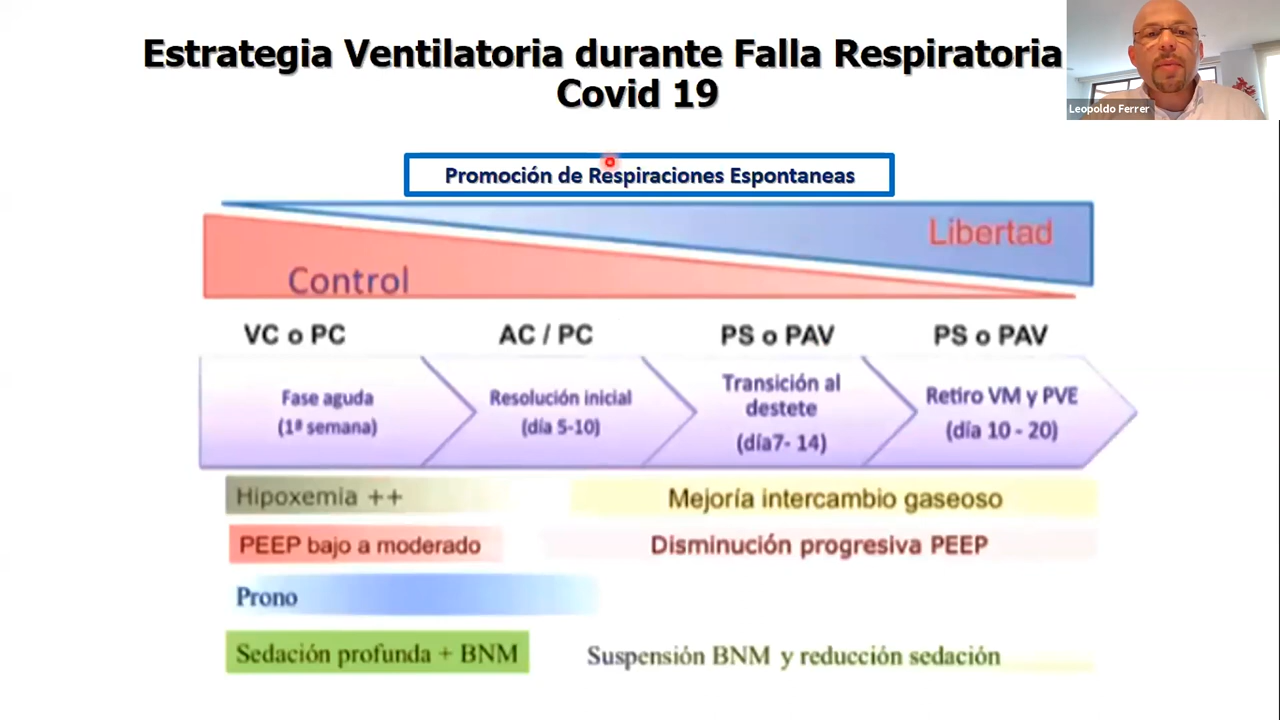 Estrategia Ventilatoria durante Falla Respiratoria
Covid 19
Leopoldo Ferrer
Promoción de Respiraciones Espontaneas
Libertad
Control
VC o PC
AC / PC
PS o PAV
PS o PAV
Fase aguda
(1ª semana)
Resolución inicial
(día 5-10)
Transición al
destete
(día7- 14)
Retiro VM y PVE
(día 10 - 20)
Hipoxemia ++
Mejoría intercambio gaseoso
PEEP bajo a moderado
Disminución progresiva PEEP
Prono
Sedación profunda + BNM
Suspensión BNM y reducción sedación